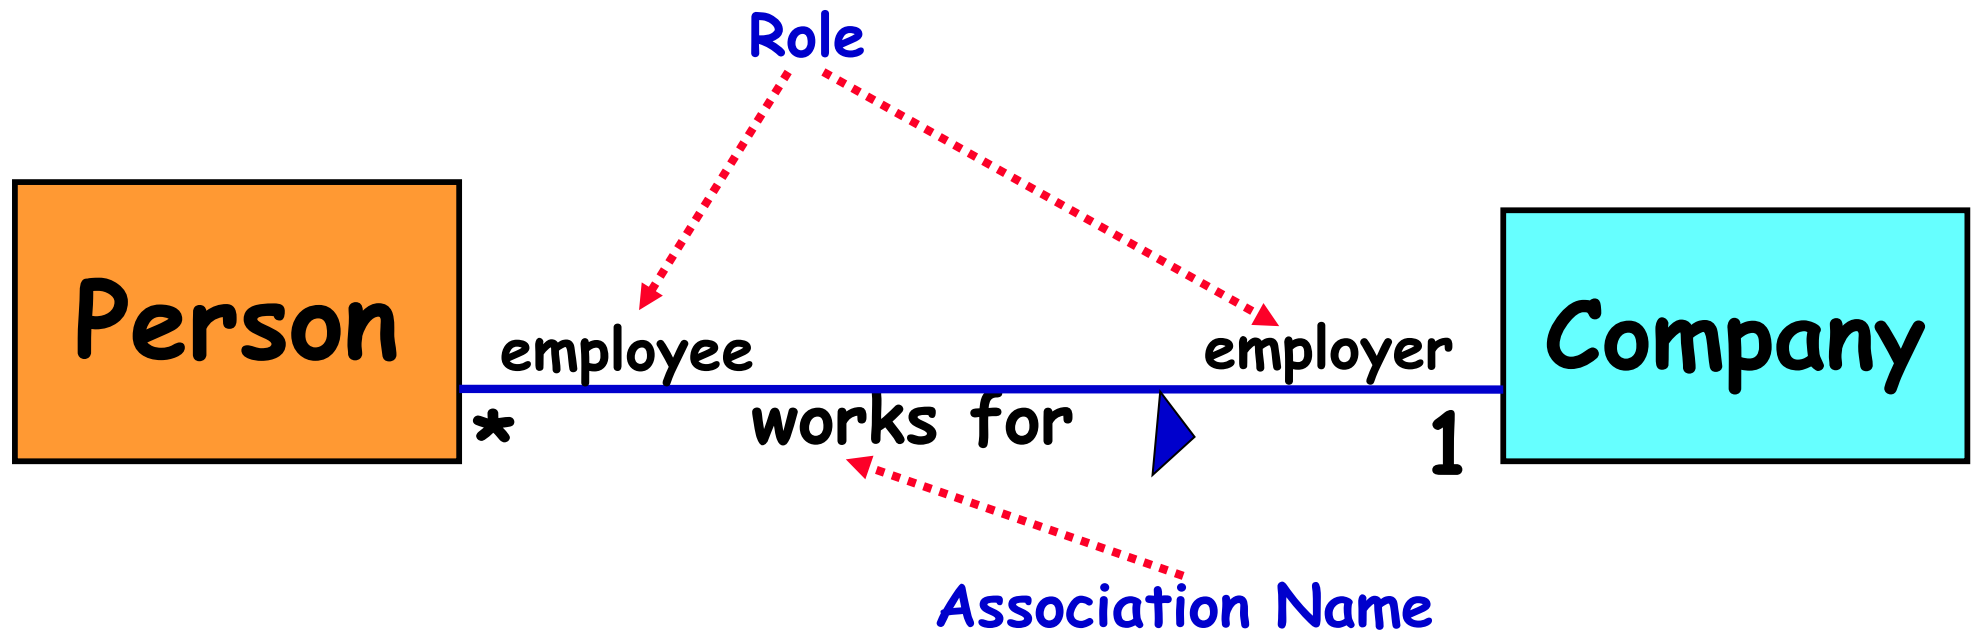 Role
Person
employee
employer
Company
*
works for
1
Association Name